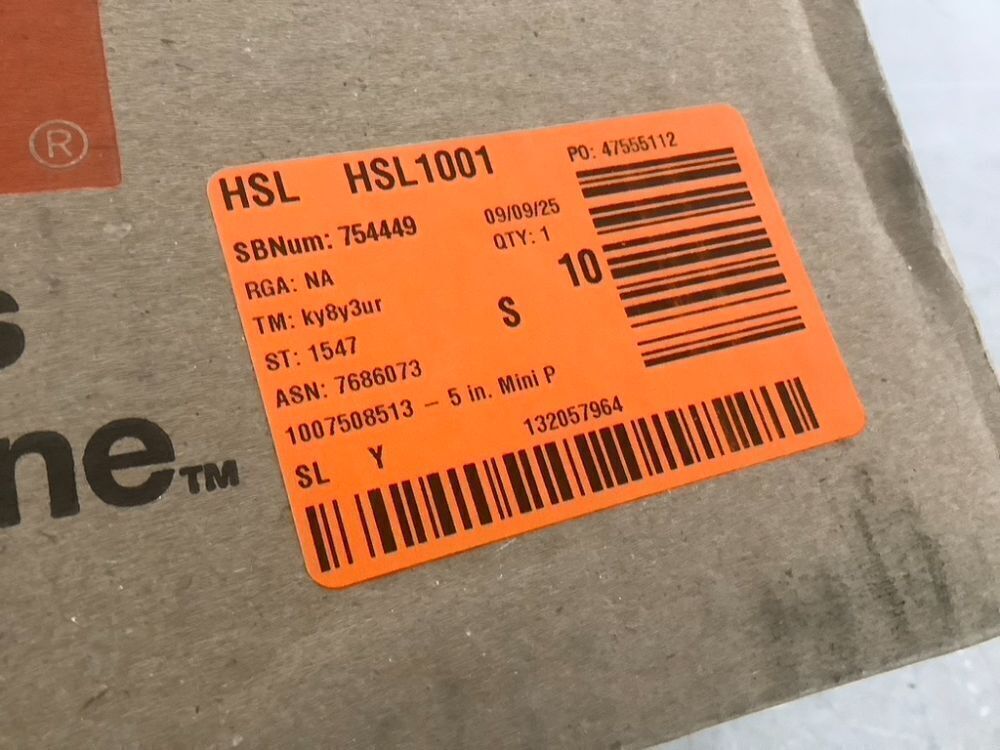 ®
HSL HSL1001
PO: 47555112
SBNum: 754449
09/09/25
RGA: NA
QTY: 1
10
TM: ky8y3ur
S
ST: 1547
ASN: 7686073
1007508513 – 5 in. Mini P
SL Y
132057964
s
ne™